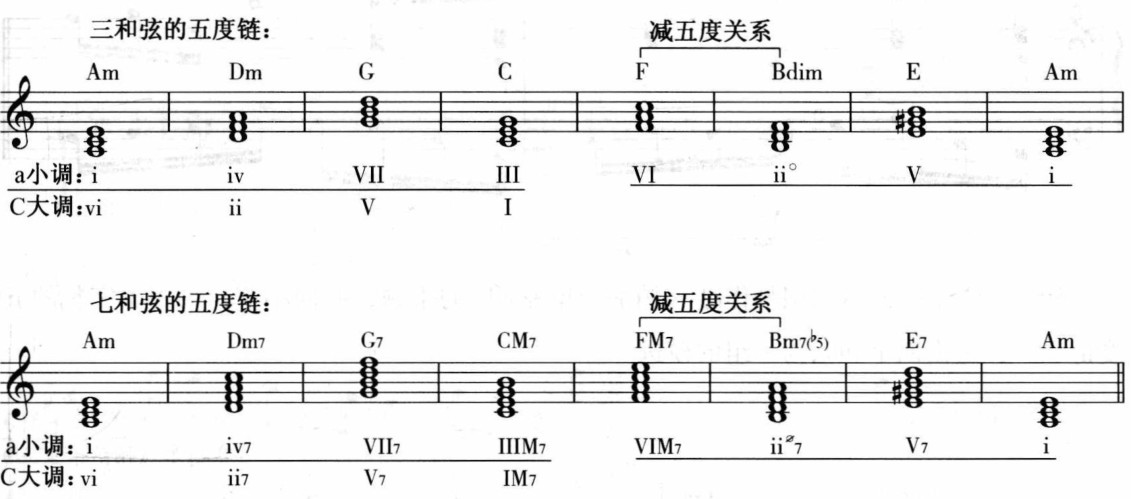 三和弦的五度链： 减五度关系
Am Dm G C F Bdim E Am
a小调：i iv VII III VI ii° V i
C大调：vi ii V I
七和弦的五度链： 减五度关系
Am Dm7 G7 CM7 FM7 Bm7(♭5) E7 Am
a小调：i iv7 VII7 IIIM7 VIM7 iiø7 V7 i
C大调：vi ii7 V7 IM7